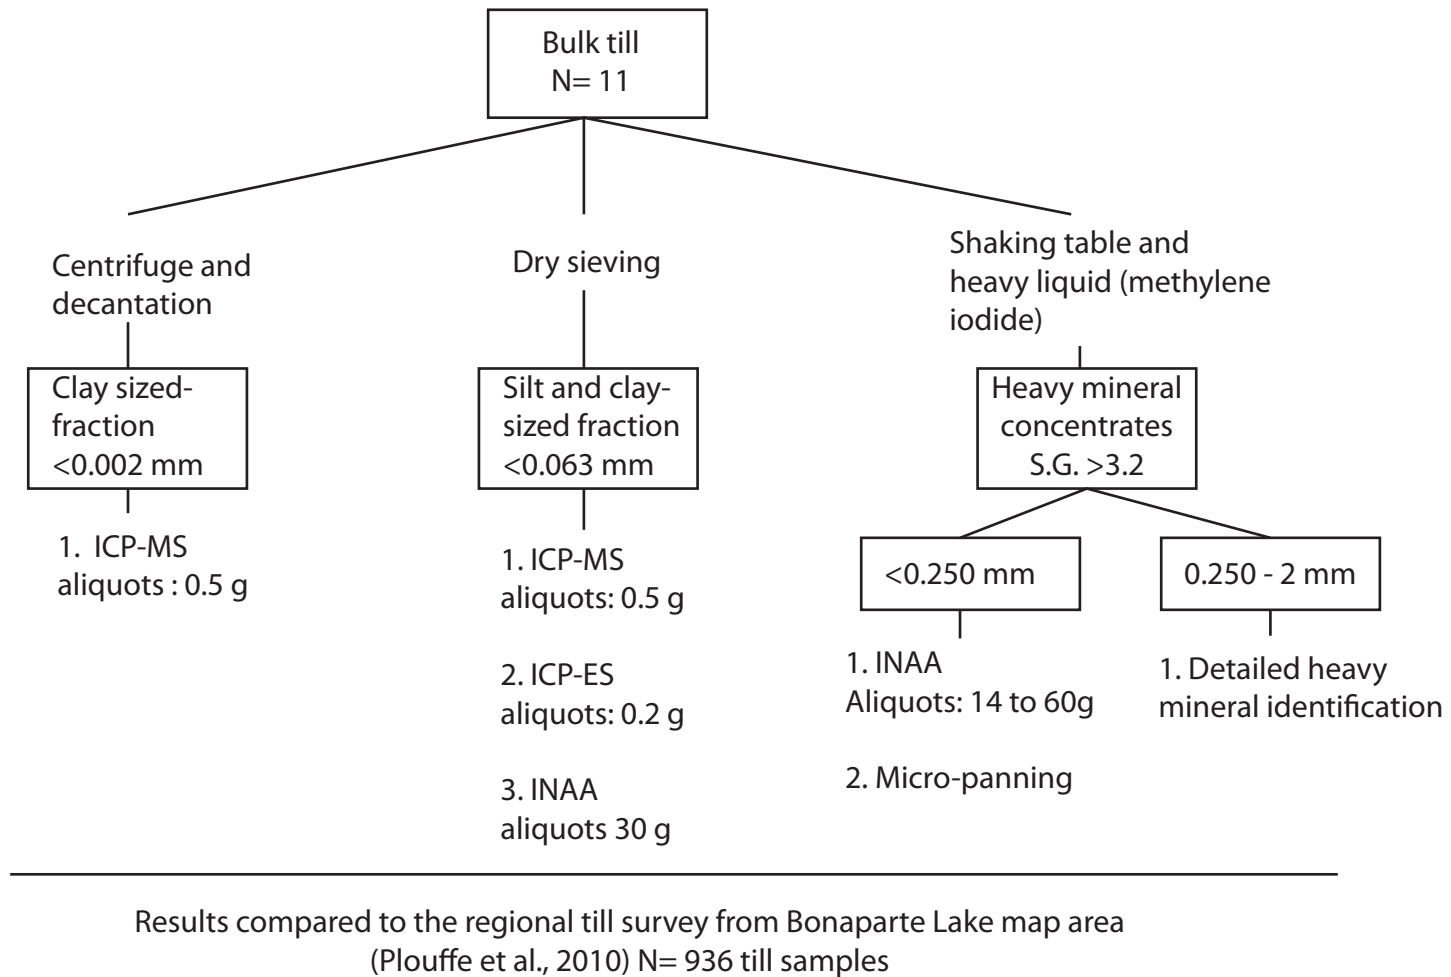 Bulk till
N= 11
Centrifuge and
decantation
Clay sized-
fraction
<0.002 mm
1. ICP-MS
aliquots : 0.5 g
Dry sieving
Silt and clay-
sized fraction
<0.063 mm
1. ICP-MS
aliquots: 0.5 g
2. ICP-ES
aliquots: 0.2 g
3. INAA
aliquots 30 g
Shaking table and
heavy liquid (methylene
iodide)
Heavy mineral
concentrates
S.G. >3.2
<0.250 mm
1. INAA
Aliquots: 14 to 60g
2. Micro-panning
0.250 - 2 mm
1. Detailed heavy
mineral identification
Results compared to the regional till survey from Bonaparte Lake map area
(Plouffe et al., 2010) N= 936 till samples